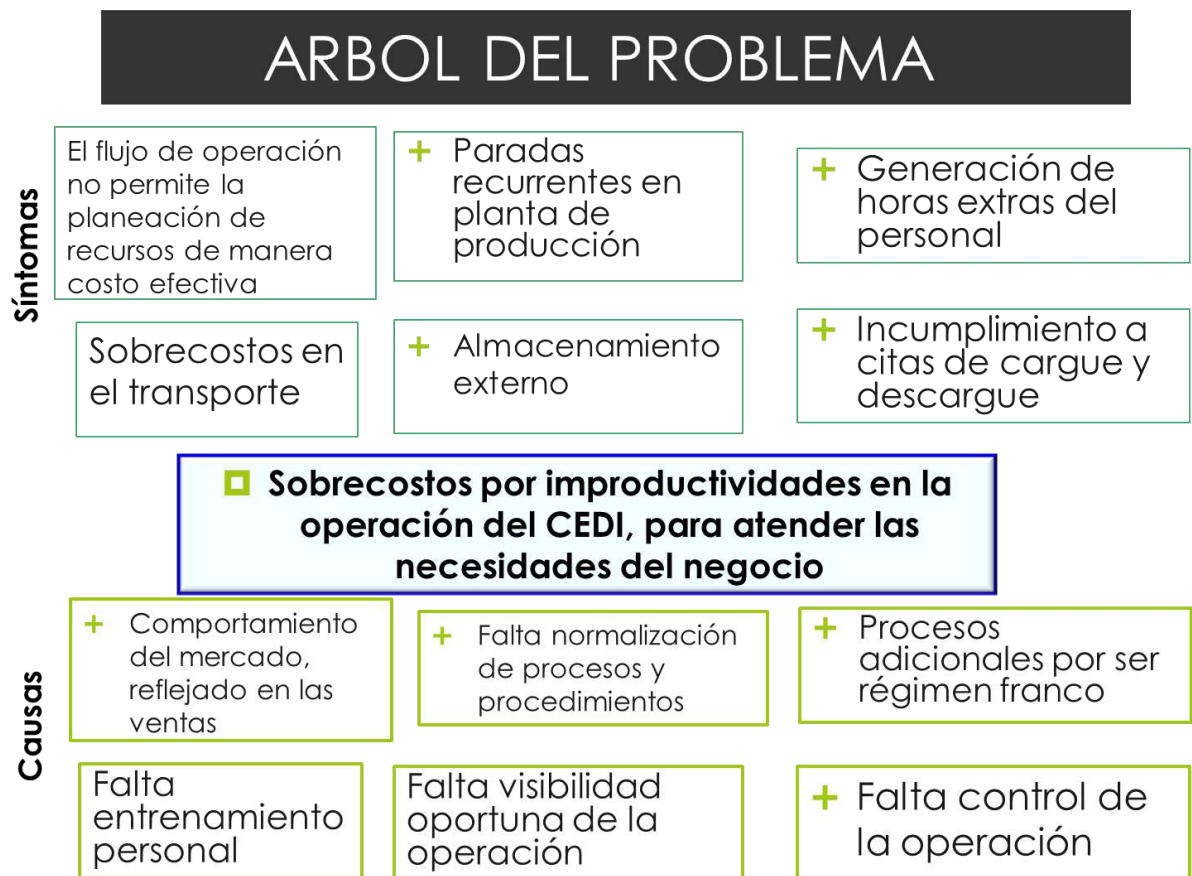 ARBOL DEL PROBLEMA
Síntomas
El flujo de operación
no permite la
planeación de
recursos de manera
costo efectiva
+ Paradas
recurrentes en
planta de
producción
+ Generación de
horas extras del
personal
Sobrecostos en
el transporte
+ Almacenamiento
externo
+ Incumplimiento a
citas de cargue y
descargue
Sobrecostos por improductividades en la
operación del CEDI, para atender las
necesidades del negocio
Causas
+ Comportamiento
del mercado,
reflejado en las
ventas
+ Falta normalización
de procesos y
procedimientos
+ Procesos
adicionales por ser
régimen franco
Falta
entrenamiento
personal
Falta visibilidad
oportuna de la
operación
+ Falta control de
la operación